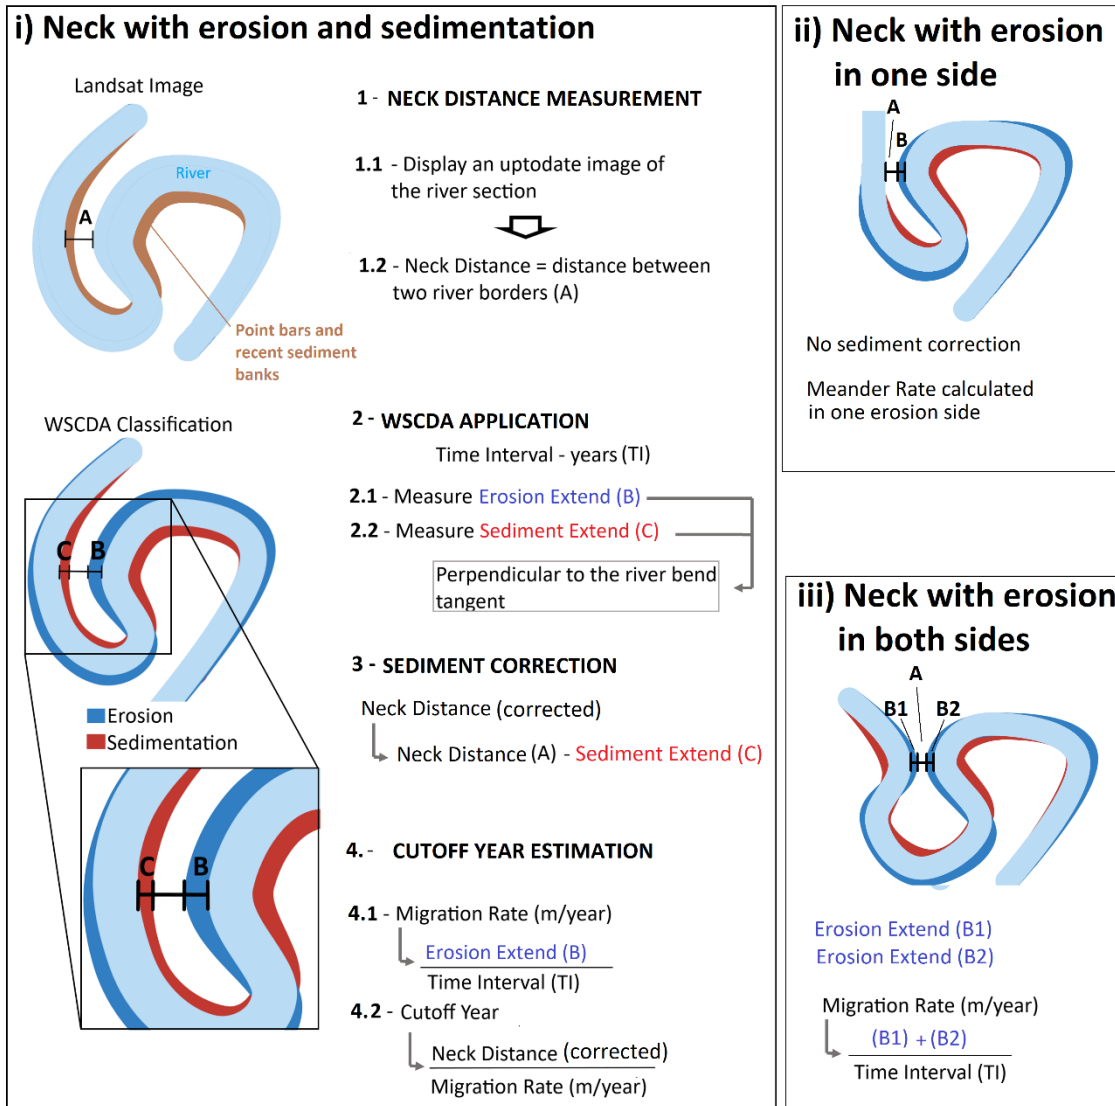 i) Neck with erosion and sedimentation
Landsat Image
River
A
Point bars and
recent sediment
banks
1 - NECK DISTANCE MEASUREMENT
1.1 - Display an uptodate image of
the river section
1.2 - Neck Distance = distance between
two river borders (A)
WSCDA Classification
C B
Erosion
Sedimentation
C B
2 - WSCDA APPLICATION
Time Interval - years (TI)
2.1 - Measure Erosion Extend (B)
2.2 - Measure Sediment Extend (C)
Perpendicular to the river bend
tangent
3 - SEDIMENT CORRECTION
Neck Distance (corrected)
Neck Distance (A) - Sediment Extend (C)
4. - CUTOFF YEAR ESTIMATION
4.1 - Migration Rate (m/year)
Erosion Extend (B)
Time Interval (TI)
4.2 - Cutoff Year
Neck Distance (corrected)
Migration Rate (m/year)
ii) Neck with erosion
in one side
A
B
No sediment correction
Meander Rate calculated
in one erosion side
iii) Neck with erosion
in both sides
A
B1 B2
Erosion Extend (B1)
Erosion Extend (B2)
Migration Rate (m/year)
(B1) + (B2)
Time Interval (TI)